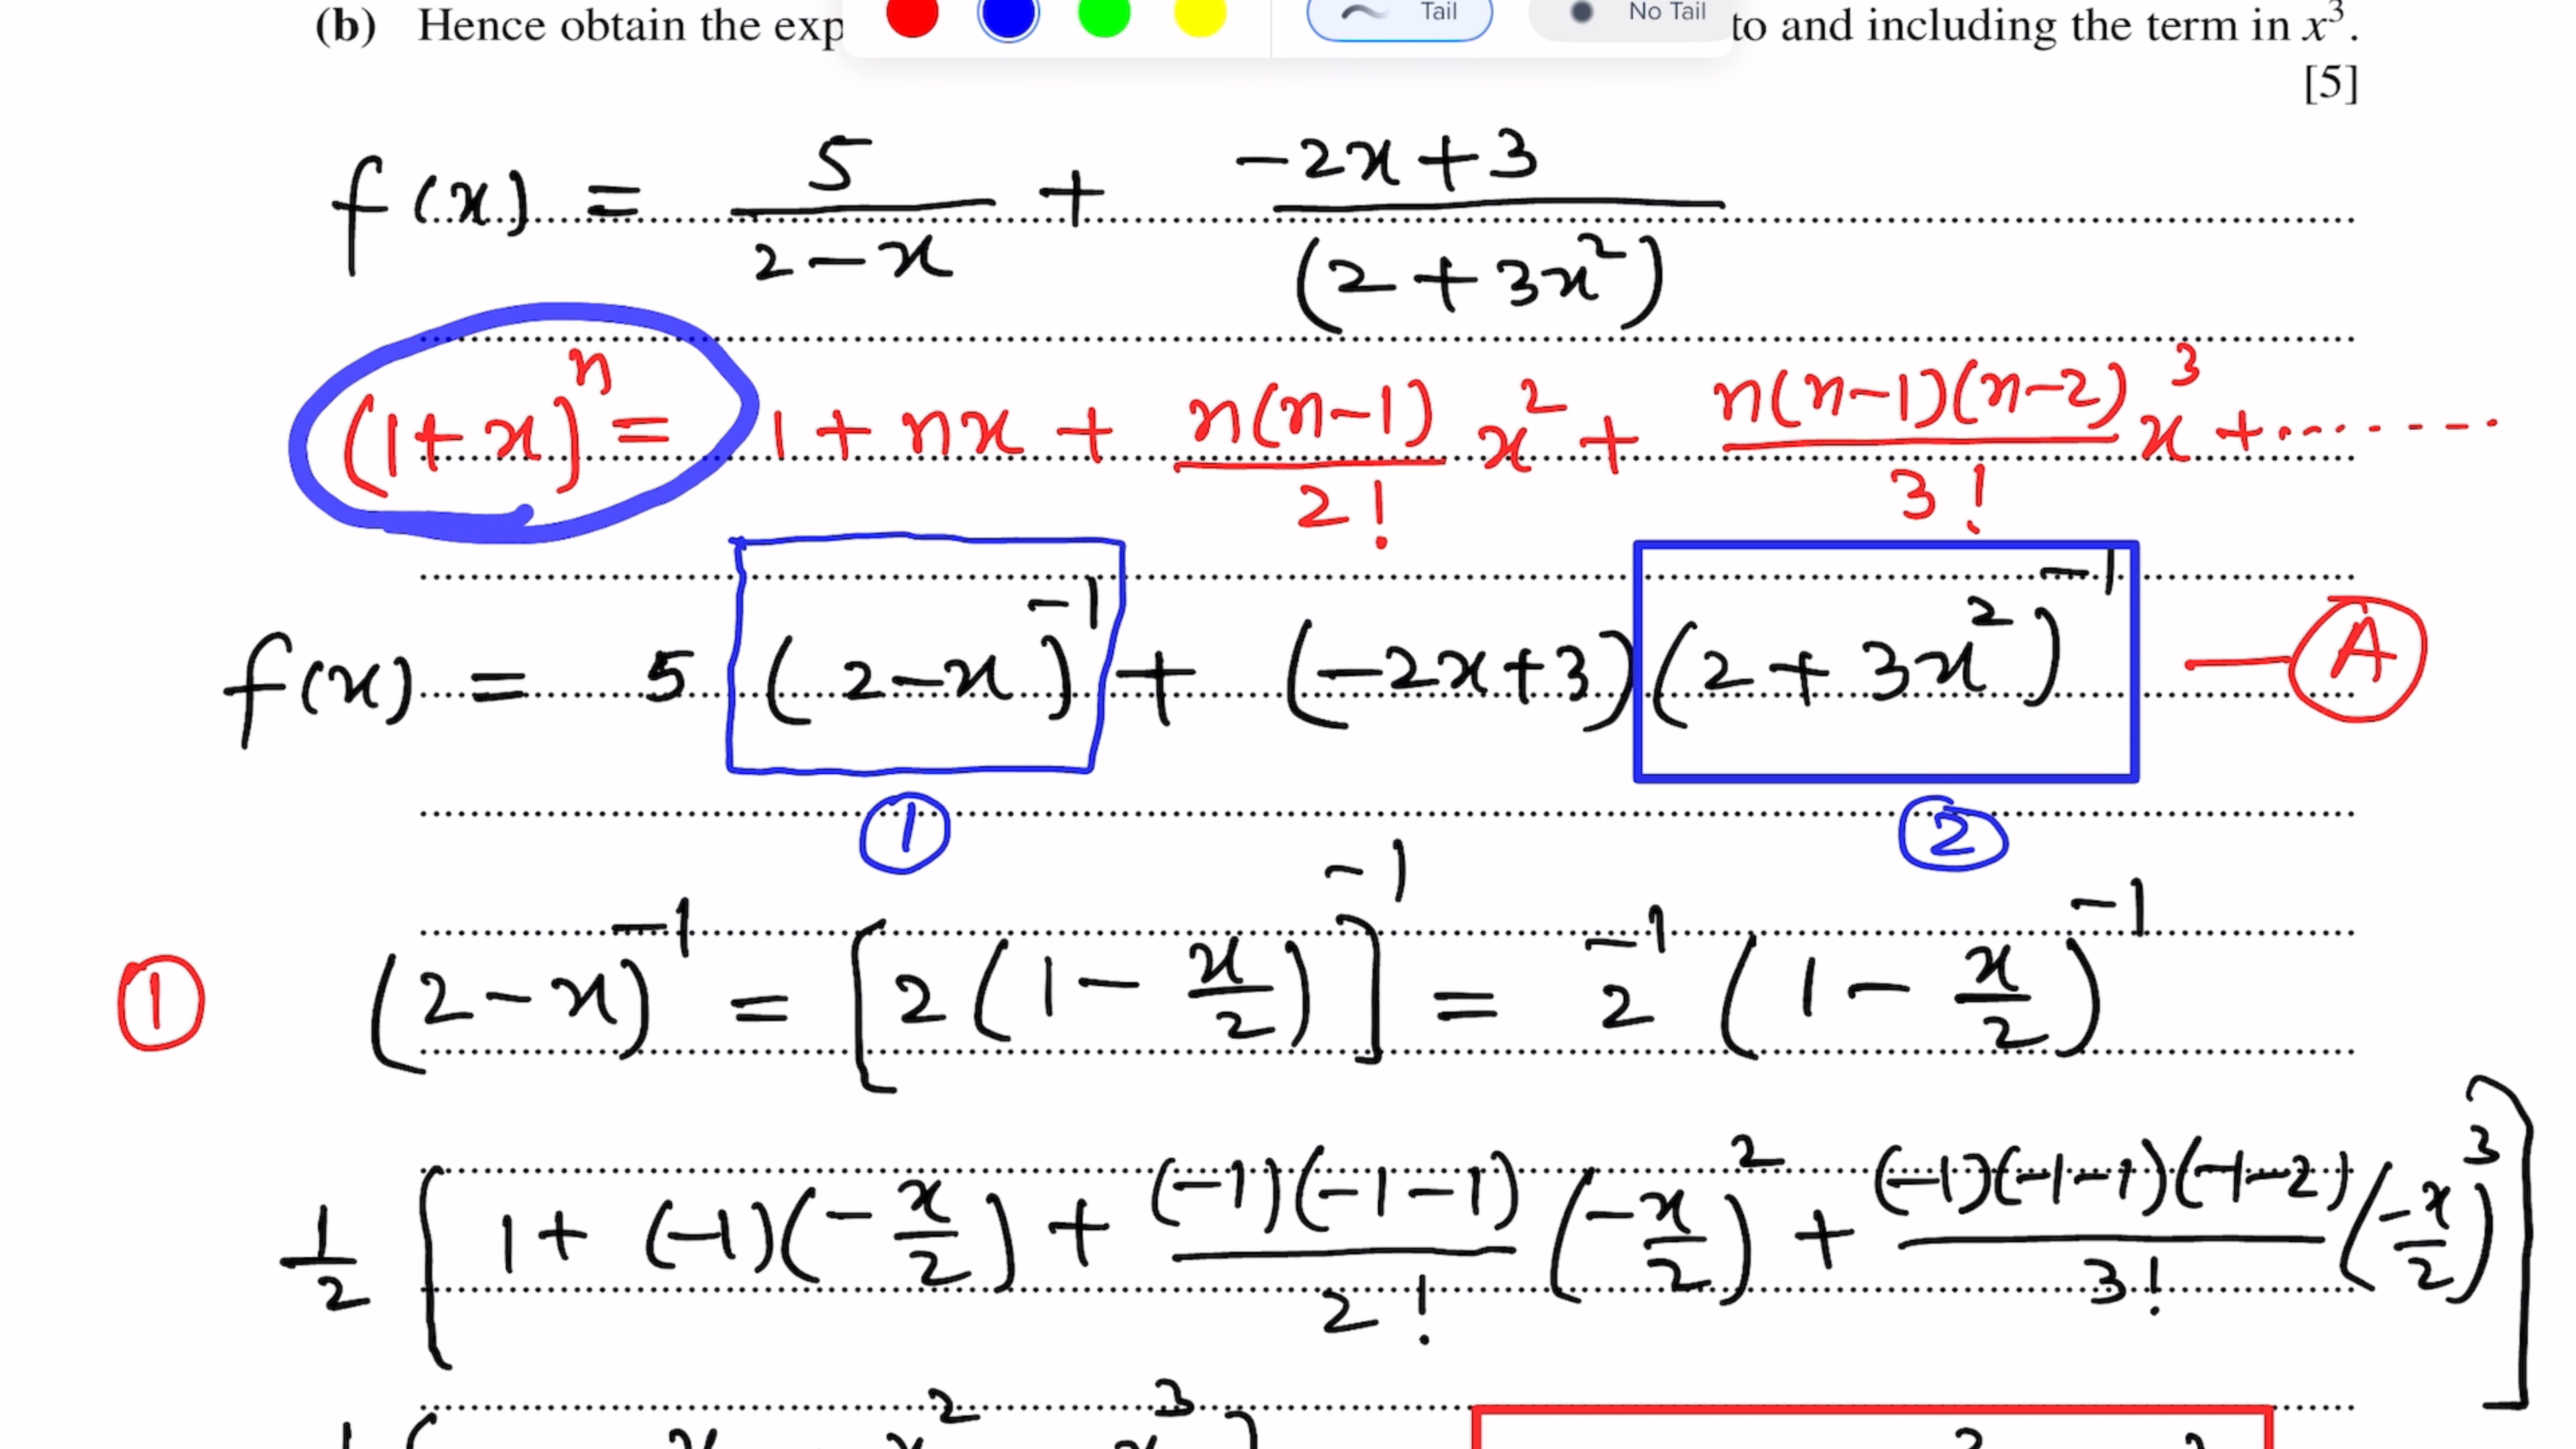 (b) Hence obtain the exp
Tail
No Tail
to and including the term in x³.
[5]
f(x) = 5/(2-x) + (-2x+3)/(2+3x²)
(1+x)ⁿ = 1 + nx + n(n-1)/2! x² + n(n-1)(n-2)/3! x³ + ........
f(x) = 5 (2-x)⁻¹ + (-2x+3)(2+3x²)⁻¹ — A
1
2
1 (2-x)⁻¹ = [2(1-x/2)]⁻¹ = 2⁻¹ (1-x/2)⁻¹
1/2 [1 + (-1)(-x/2) + (-1)(-1-1)/2! (-x/2)² + (-1)(-1-1)(-1-2)/3! (-x/2)³]